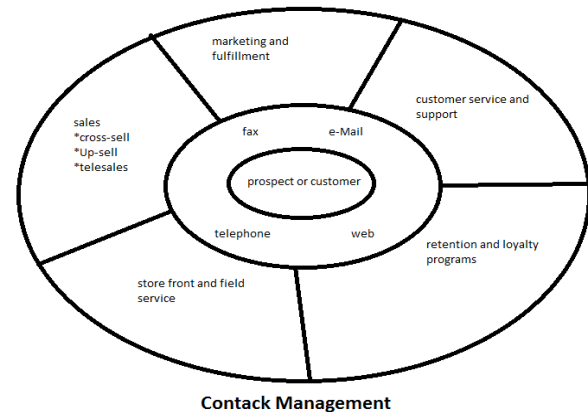 marketing and
fulfillment
customer service and
support
sales
*cross-sell
*Up-sell
*telesales
fax
e-Mail
prospect or customer
telephone
web
retention and loyalty
programs
store front and field
service
Contack Management